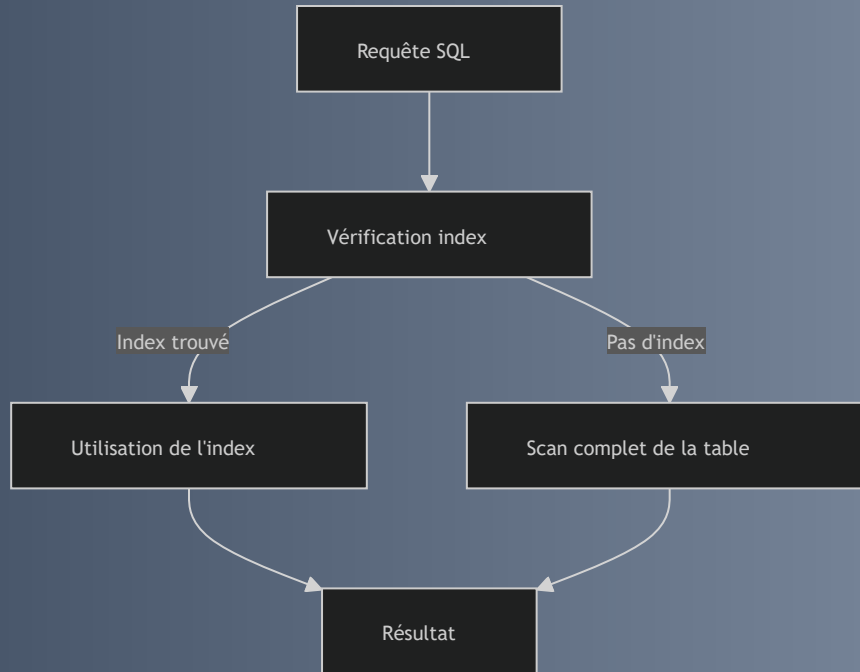 Requête SQL
Vérification index
Index trouvé
Pas d'index
Utilisation de l'index
Scan complet de la table
Résultat